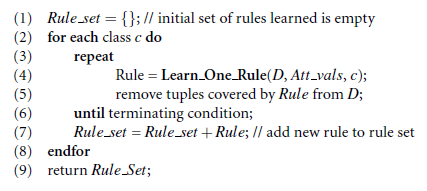 (1) Rule_set = {}; // initial set of rules learned is empty
(2) for each class c do
(3) repeat
(4) Rule = Learn_One_Rule(D, Att_vals, c);
(5) remove tuples covered by Rule from D;
(6) until terminating condition;
(7) Rule_set = Rule_set + Rule; // add new rule to rule set
(8) endfor
(9) return Rule_Set;